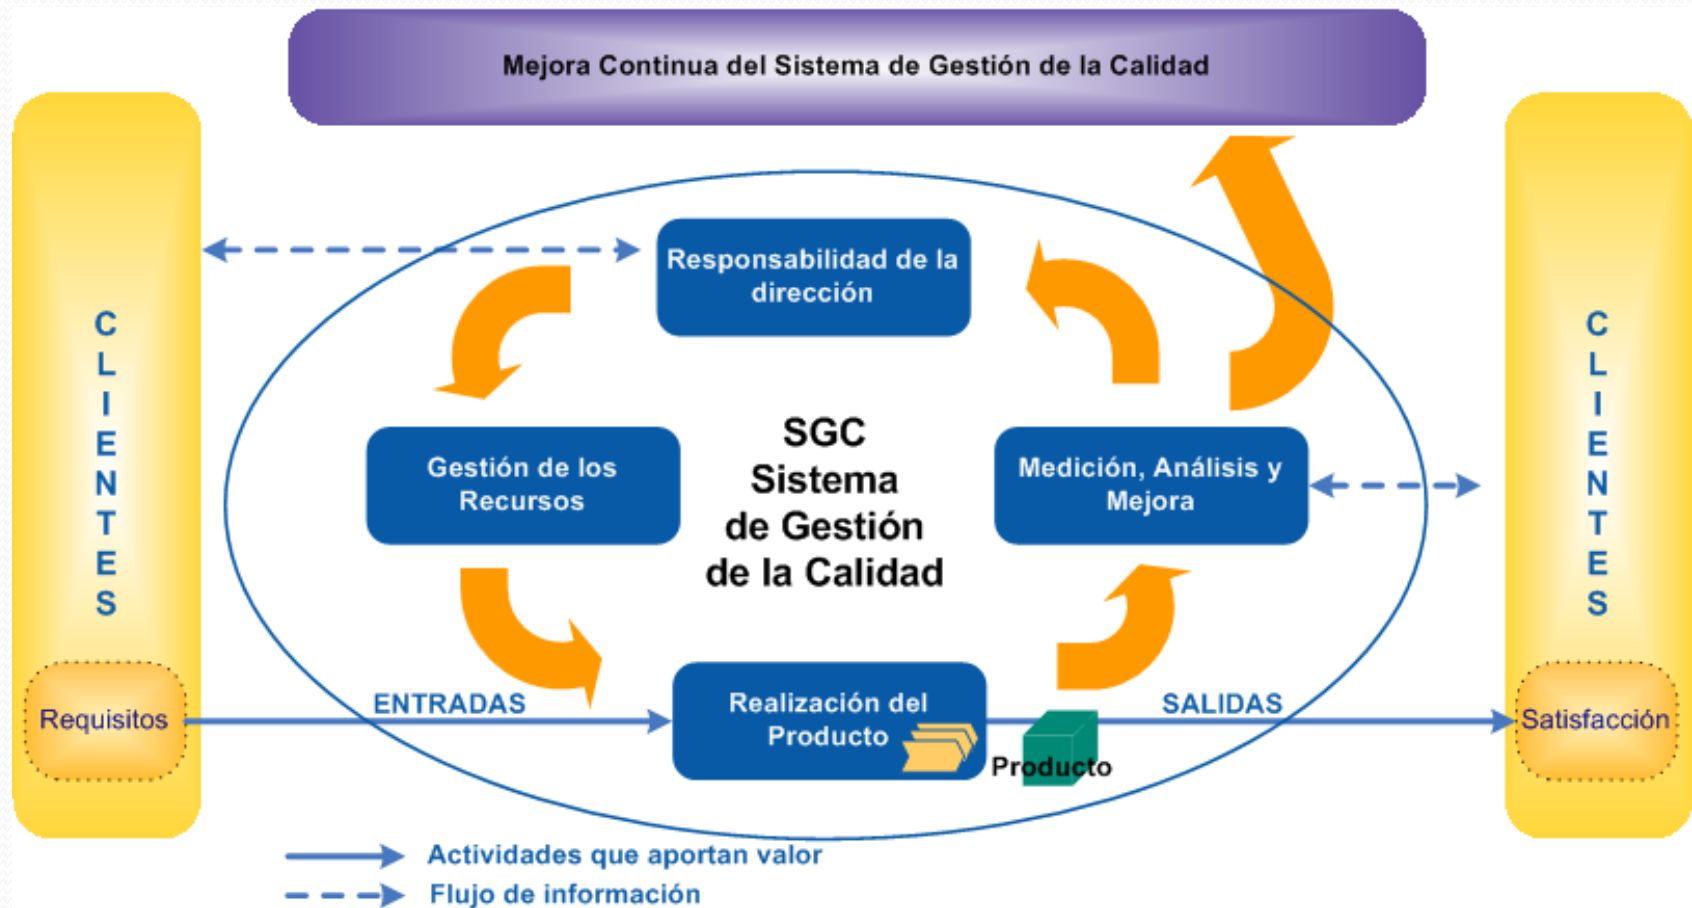 Mejora Continua del Sistema de Gestión de la Calidad
CLIENTES
Responsabilidad de la
dirección
CLIENTES
Gestión de los
Recursos
SGC
Sistema
de Gestión
de la Calidad
Medición, Análisis y
Mejora
Requisitos
ENTRADAS
Realización del
Producto
Producto
SALIDAS
Satisfacción
Actividades que aportan valor
Flujo de información